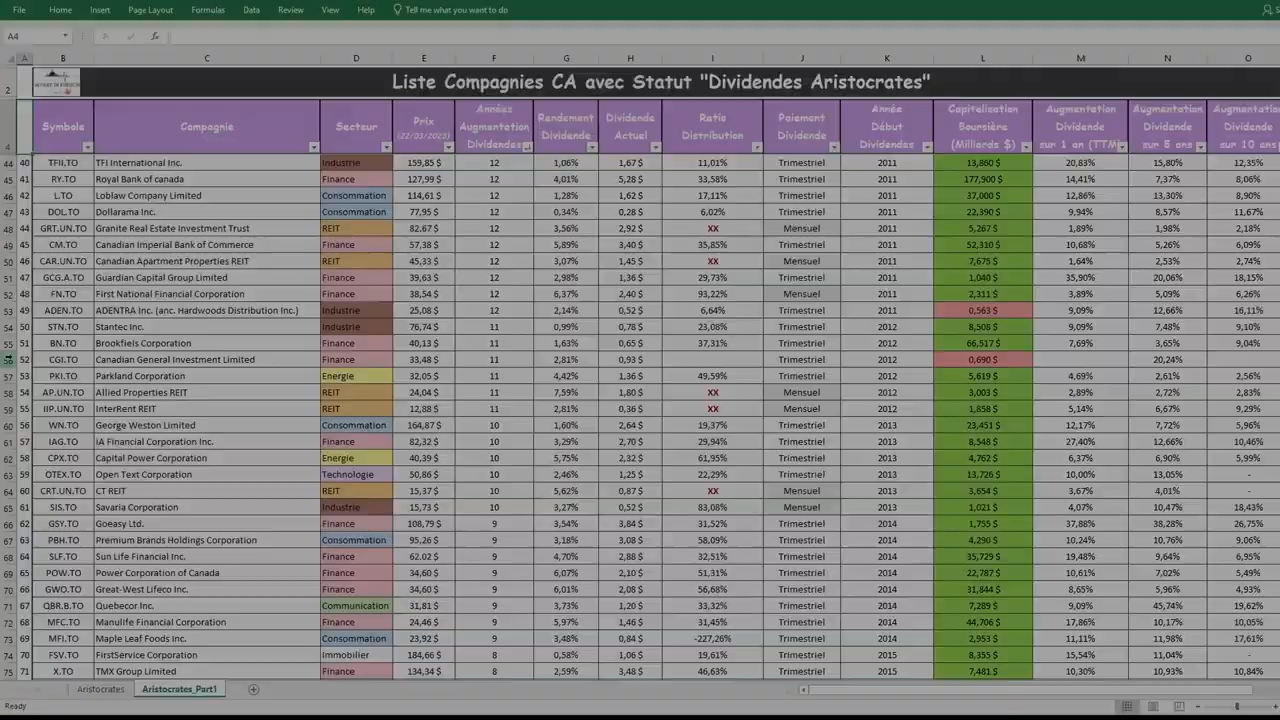 File Home Insert Page Layout Formulas Data Review View Help Tell me what you want to do
A4 fx
A B C D E F G H I J K L M N O
2 Liste Compagnies CA avec Statut "Dividendes Aristocrates"
4 Symbole Compagnie Secteur Prix (22/03/2023) Années Augmentation Dividendes Rendement Dividende Dividende Actuel Ratio Distribution Paiement Dividende Année Début Dividendes Capitalisation Boursière (Milliards $) Augmentation Dividende sur 1 an (TTM) Augmentation Dividende sur 5 ans Augmentation Dividende sur 10 ans
44 40 TFII.TO TFI International Inc. Industrie 159,85 $ 12 1,06% 1,67 $ 11,01% Trimestriel 2011 13,860 $ 20,83% 15,80% 12,35%
45 41 RY.TO Royal Bank of canada Finance 127,99 $ 12 4,01% 5,28 $ 33,58% Trimestriel 2011 177,900 $ 14,41% 7,37% 8,06%
46 42 L.TO Loblaw Company Limited Consommation 114,61 $ 12 1,28% 1,62 $ 17,11% Trimestriel 2011 37,000 $ 12,86% 13,30% 8,90%
47 43 DOL.TO Dollarama Inc. Consommation 77,95 $ 12 0,34% 0,28 $ 6,02% Trimestriel 2011 22,390 $ 9,94% 8,57% 11,67%
48 44 GRT.UN.TO Granite Real Estate Investment Trust REIT 82,67 $ 12 3,56% 2,92 $ XX Mensuel 2011 5,267 $ 1,89% 1,98% 2,18%
49 45 CM.TO Canadian Imperial Bank of Commerce Finance 57,38 $ 12 5,89% 3,40 $ 35,85% Trimestriel 2011 52,310 $ 10,68% 5,26% 6,09%
50 46 CAR.UN.TO Canadian Apartment Properties REIT REIT 45,33 $ 12 3,07% 1,45 $ XX Mensuel 2011 7,675 $ 1,64% 2,53% 2,74%
51 47 GCG.A.TO Guardian Capital Group Limited Finance 39,63 $ 12 2,98% 1,36 $ 29,73% Trimestriel 2011 1,040 $ 35,90% 20,06% 18,15%
52 48 FN.TO First National Financial Corporation Finance 38,54 $ 12 6,37% 2,40 $ 93,22% Mensuel 2011 2,311 $ 3,89% 5,09% 6,26%
53 49 ADEN.TO ADENTRA Inc. (anc. Hardwoods Distribution Inc.) Industrie 25,08 $ 12 2,14% 0,52 $ 6,64% Trimestriel 2011 0,563 $ 9,09% 12,66% 16,11%
54 50 STN.TO Stantec Inc. Industrie 76,74 $ 11 0,99% 0,78 $ 23,08% Trimestriel 2012 8,508 $ 9,09% 7,48% 9,10%
55 51 BN.TO Brookfiels Corporation Finance 40,13 $ 11 1,63% 0,65 $ 37,31% Trimestriel 2012 66,517 $ 7,69% 3,65% 9,04%
56 52 CGI.TO Canadian General Investment Limited Finance 33,48 $ 11 2,81% 0,93 $ Trimestriel 2012 0,690 $ 20,24%
57 53 PKI.TO Parkland Corporation Energie 32,05 $ 11 4,42% 1,36 $ 49,59% Trimestriel 2012 5,619 $ 4,69% 2,61% 2,56%
58 54 AP.UN.TO Allied Properties REIT REIT 24,04 $ 11 7,59% 1,80 $ XX Mensuel 2012 3,003 $ 2,89% 2,72% 2,83%
59 55 IIP.UN.TO InterRent REIT REIT 12,88 $ 11 2,81% 0,36 $ XX Mensuel 2012 1,858 $ 5,14% 6,67% 9,29%
60 56 WN.TO George Weston Limited Consommation 164,87 $ 10 1,60% 2,64 $ 19,37% Trimestriel 2013 23,451 $ 12,17% 7,72% 5,96%
61 57 IAG.TO iA Financial Corporation Inc. Finance 82,32 $ 10 3,29% 2,70 $ 29,94% Trimestriel 2013 8,548 $ 27,40% 12,66% 10,46%
62 58 CPX.TO Capital Power Corporation Energie 40,39 $ 10 5,75% 2,32 $ 61,95% Trimestriel 2013 4,762 $ 6,37% 6,90% 5,99%
63 59 OTEX.TO Open Text Corporation Technologie 50,86 $ 10 2,46% 1,25 $ 22,29% Trimestriel 2013 13,726 $ 10,00% 13,05% -
64 60 CRT.UN.TO CT REIT REIT 15,37 $ 10 5,62% 0,87 $ XX Mensuel 2013 3,654 $ 3,67% 4,01% -
65 61 SIS.TO Savaria Corporation Industrie 15,73 $ 10 3,27% 0,52 $ 83,08% Mensuel 2013 1,021 $ 4,07% 10,47% 18,43%
66 62 GSY.TO Goeasy Ltd. Finance 108,79 $ 9 3,54% 3,84 $ 31,52% Trimestriel 2014 1,755 $ 37,88% 38,28% 26,75%
67 63 PBH.TO Premium Brands Holdings Corporation Consommation 95,26 $ 9 3,18% 3,08 $ 58,09% Trimestriel 2014 4,290 $ 10,24% 10,76% 9,06%
68 64 SLF.TO Sun Life Financial Inc. Finance 62,02 $ 9 4,70% 2,88 $ 32,51% Trimestriel 2014 35,729 $ 19,48% 9,64% 6,95%
69 65 POW.TO Power Corporation of Canada Finance 34,60 $ 9 6,07% 2,10 $ 51,31% Trimestriel 2014 22,787 $ 10,61% 7,02% 5,49%
70 66 GWO.TO Great-West Lifeco Inc. Finance 34,60 $ 9 6,01% 2,08 $ 56,68% Trimestriel 2014 31,844 $ 8,65% 5,96% 4,93%
71 67 QBR.B.TO Quebecor Inc. Communication 31,81 $ 9 3,73% 1,20 $ 33,32% Trimestriel 2014 7,289 $ 9,09% 45,74% 19,62%
72 68 MFC.TO Manulife Financial Corporation Finance 24,46 $ 9 5,97% 1,46 $ 31,45% Trimestriel 2014 44,706 $ 17,86% 10,17% 10,05%
73 69 MFI.TO Maple Leaf Foods Inc. Consommation 23,92 $ 9 3,48% 0,84 $ -227,26% Trimestriel 2014 2,953 $ 11,11% 11,98% 17,61%
74 70 FSV.TO FirstService Corporation Immobilier 184,66 $ 8 0,58% 1,06 $ 19,61% Trimestriel 2015 8,355 $ 15,54% 11,04% -
75 71 X.TO TMX Group Limited Finance 134,34 $ 8 2,59% 3,48 $ 46,63% Trimestriel 2015 7,481 $ 10,30% 10,93% 10,84%
Aristocrates Aristocrates_Part1
Ready